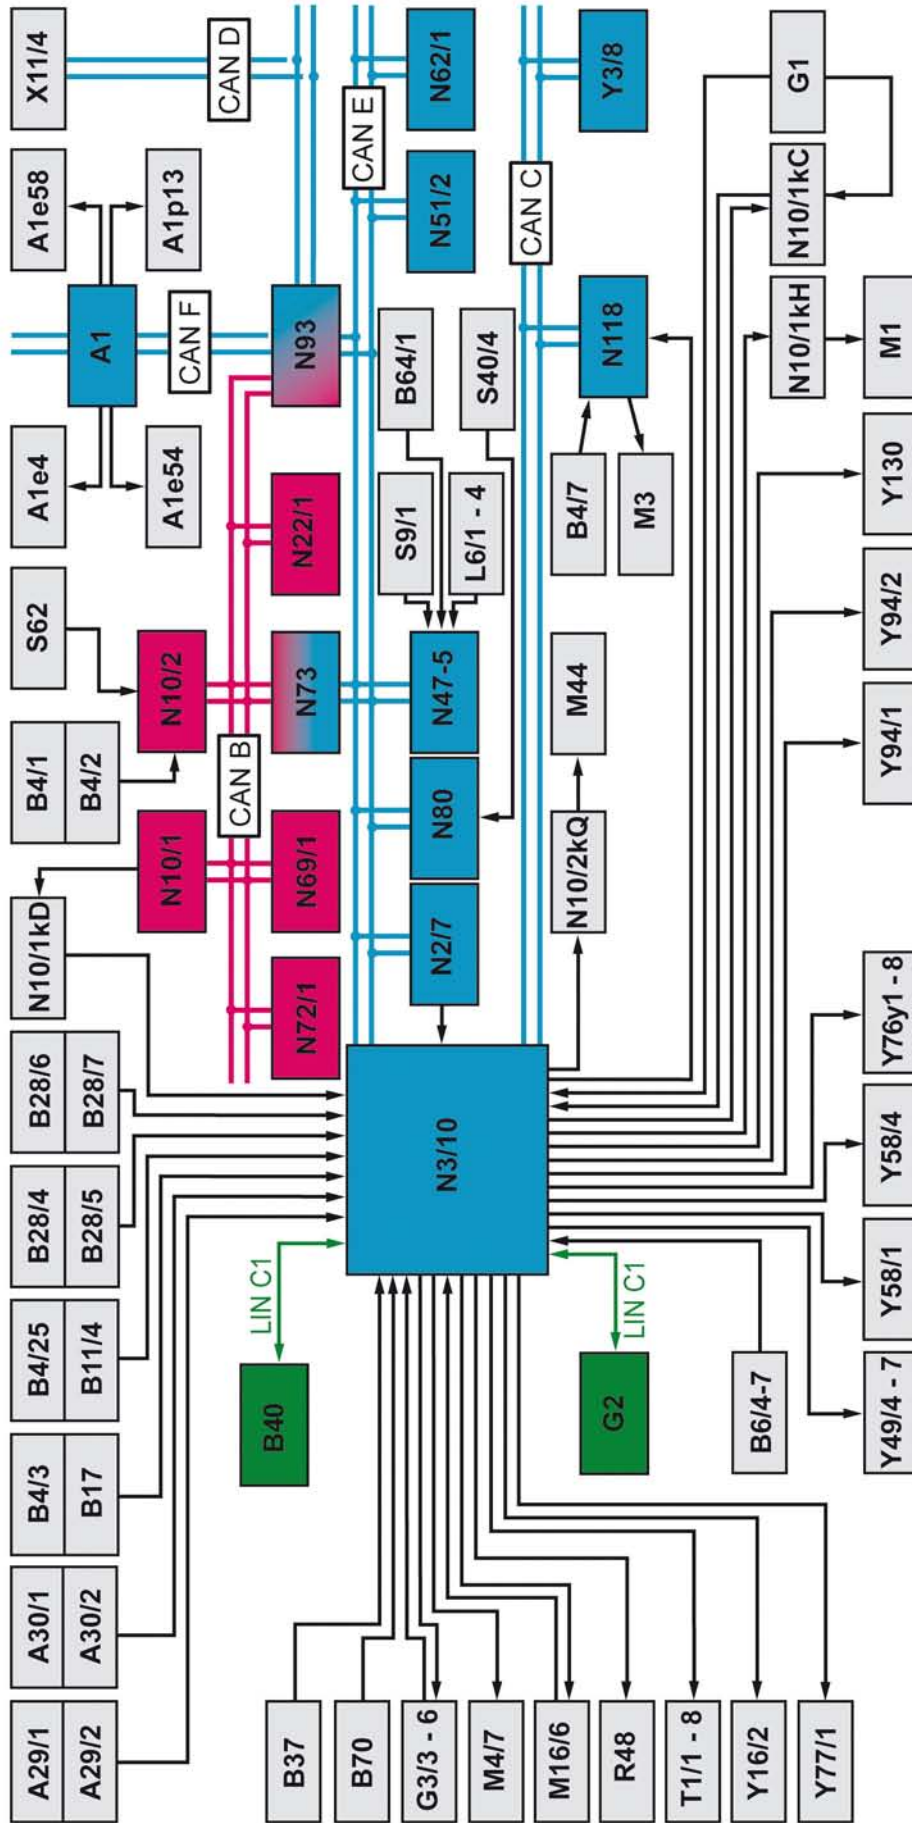 A29/1
A29/2
A30/1
A30/2
B4/3
B17
B4/25
B11/4
B28/4
B28/5
B28/6
B28/7
N10/1kD
B4/1
B4/2
S62
A1e4
A1e54
A1
A1e58
A1p13
X11/4
CAN D
CAN F
N10/1
N10/2
CAN B
N72/1
N69/1
N73
N22/1
N93
CAN E
B40
LIN C1
N3/10
N2/7
N80
N47-5
S9/1
L6/1 - 4
B64/1
S40/4
N51/2
N62/1
CAN C
B37
B70
G3/3 - 6
M4/7
M16/6
R48
T1/1 - 8
Y16/2
Y77/1
G2
LIN C1
N10/2kQ
M44
B4/7
M3
N118
Y3/8
B6/4-7
N10/1kH
N10/1kC
G1
Y49/4 - 7
Y58/1
Y58/4
Y76y1 - 8
Y94/1
Y94/2
Y130
M1